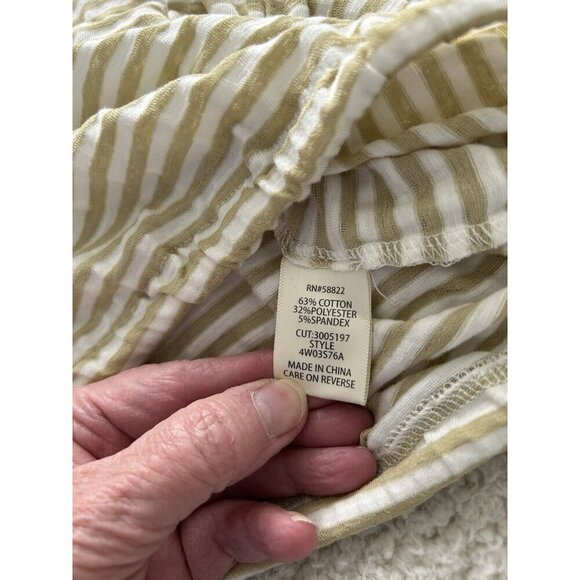 RN#58822
63% COTTON
32%POLYESTER
5%SPANDEX
CUT:3005197
STYLE
4W03S76A
MADE IN CHINA
CARE ON REVERSE